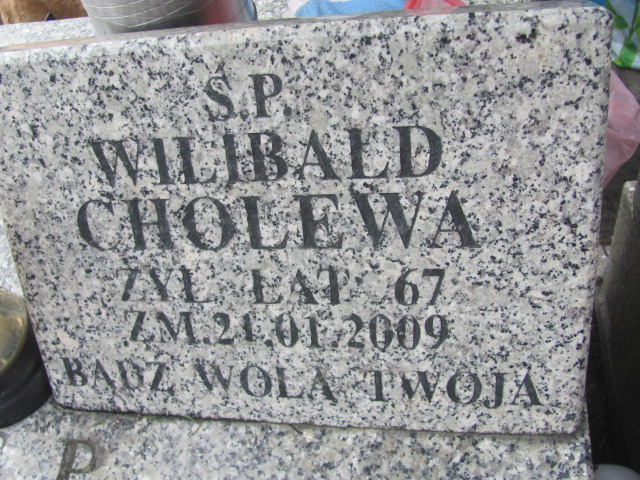 S.P.
WILIBALD
CHOLEWA
ŻYŁ LAT 67
ZM.21.01.2009
BĄDŹ WOLA TWOJA
P